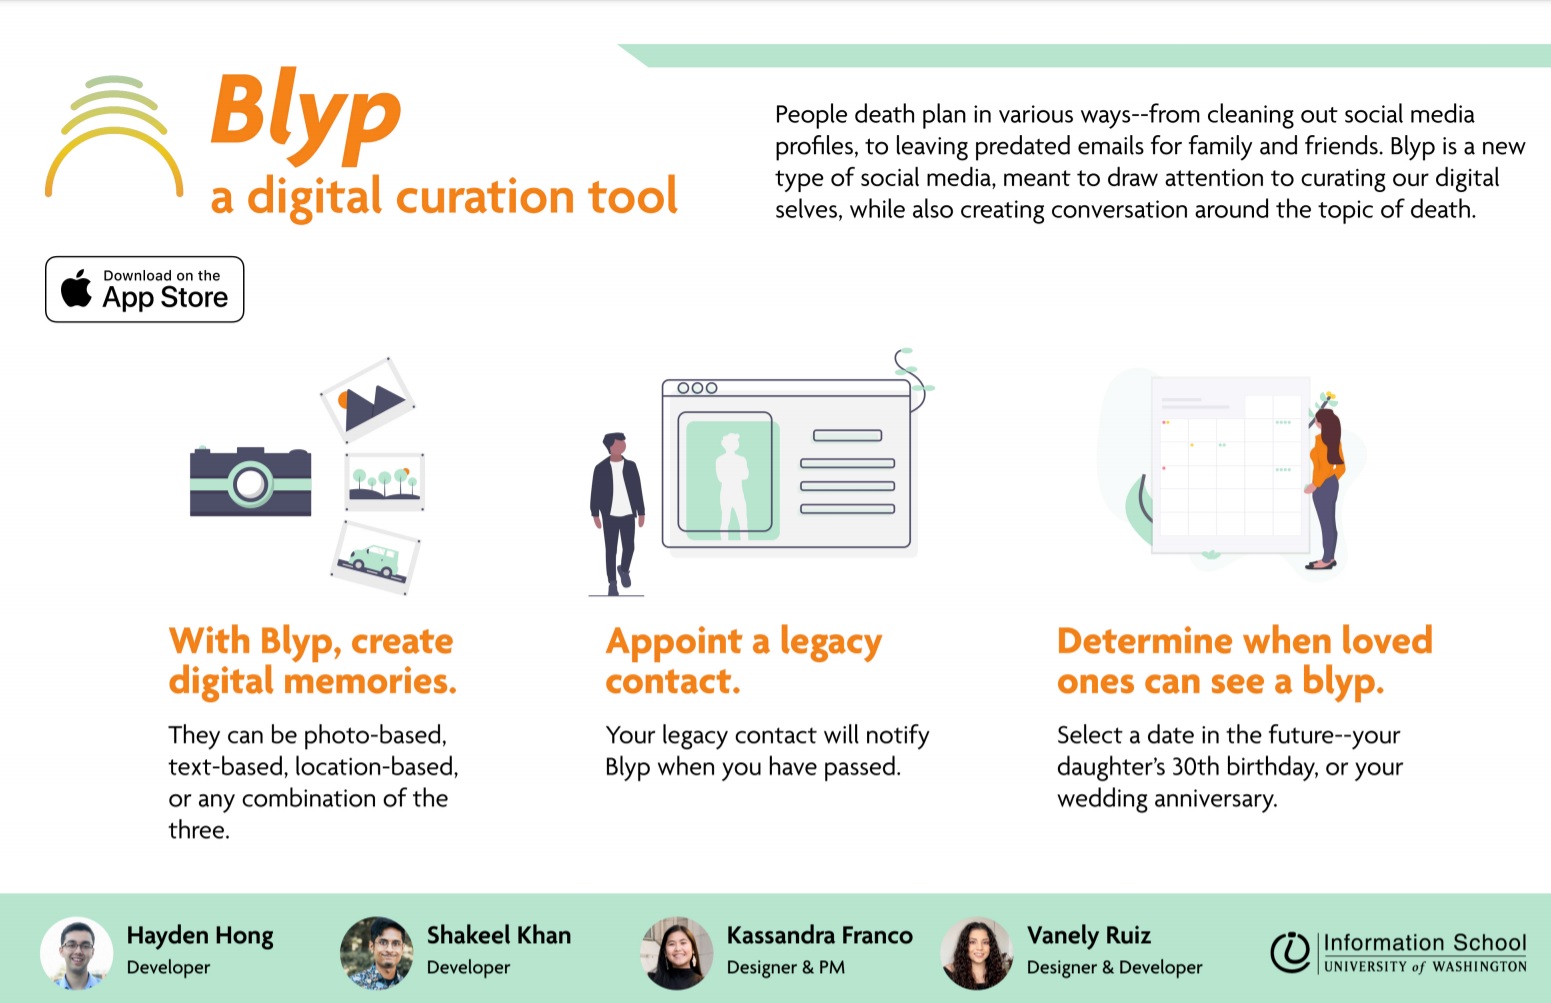 Blyp
a digital curation tool
People death plan in various ways--from cleaning out social media
profiles, to leaving predated emails for family and friends. Blyp is a new
type of social media, meant to draw attention to curating our digital
selves, while also creating conversation around the topic of death.
Download on the
App Store
With Blyp, create
digital memories.
They can be photo-based,
text-based, location-based,
or any combination of the
three.
Appoint a legacy
contact.
Your legacy contact will notify
Blyp when you have passed.
Determine when loved
ones can see a blyp.
Select a date in the future--your
daughter's 30th birthday, or your
wedding anniversary.
Hayden Hong
Developer
Shakeel Khan
Developer
Kassandra Franco
Designer & PM
Vanely Ruiz
Designer & Developer
Information School
UNIVERSITY of WASHINGTON